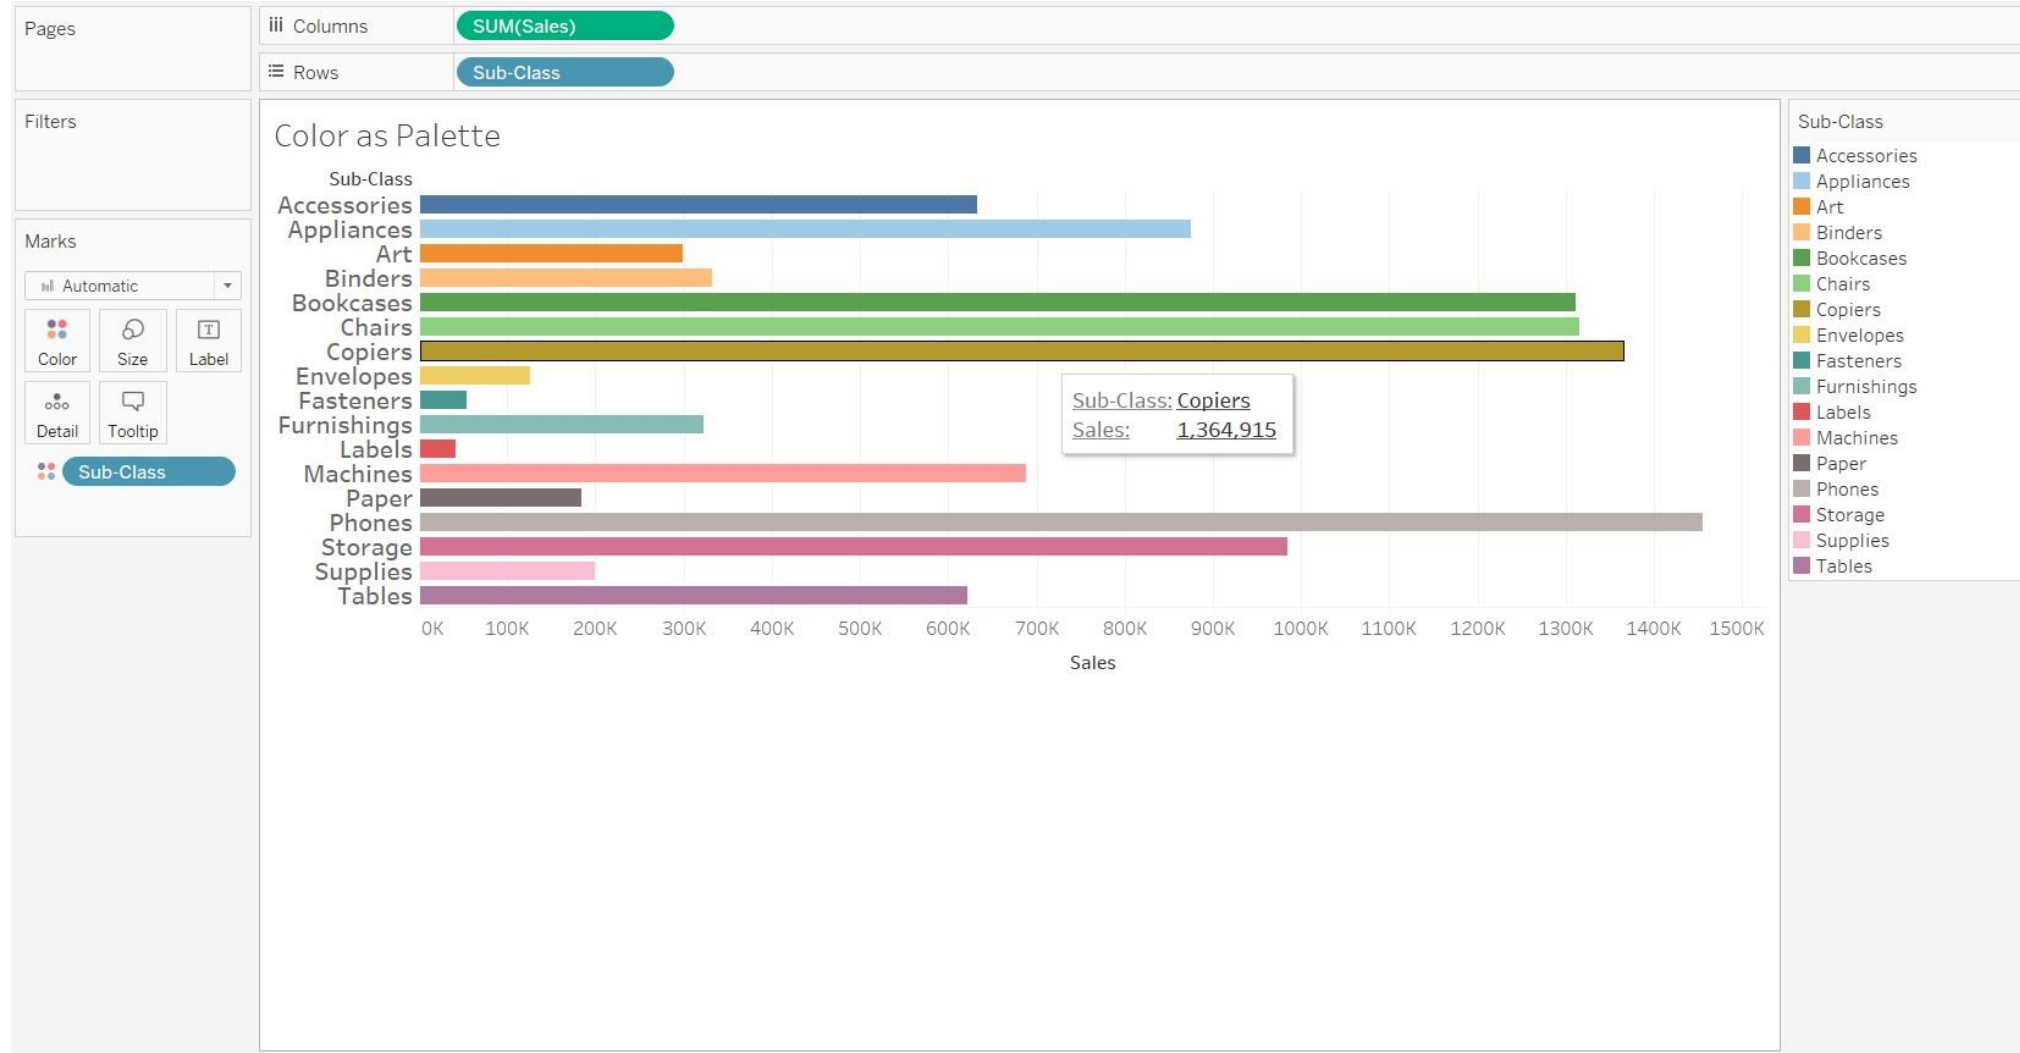 Pages
Columns SUM(Sales)
Rows Sub-Class
Filters
Marks
Automatic
Color Size Label
Detail Tooltip
Sub-Class
Color as Palette
Sub-Class
Accessories
Appliances
Art
Binders
Bookcases
Chairs
Copiers
Envelopes
Fasteners
Furnishings
Labels
Machines
Paper
Phones
Storage
Supplies
Tables
Sub-Class: Copiers
Sales: 1,364,915
0K 100K 200K 300K 400K 500K 600K 700K 800K 900K 1000K 1100K 1200K 1300K 1400K 1500K
Sales
Sub-Class
Accessories
Appliances
Art
Binders
Bookcases
Chairs
Copiers
Envelopes
Fasteners
Furnishings
Labels
Machines
Paper
Phones
Storage
Supplies
Tables